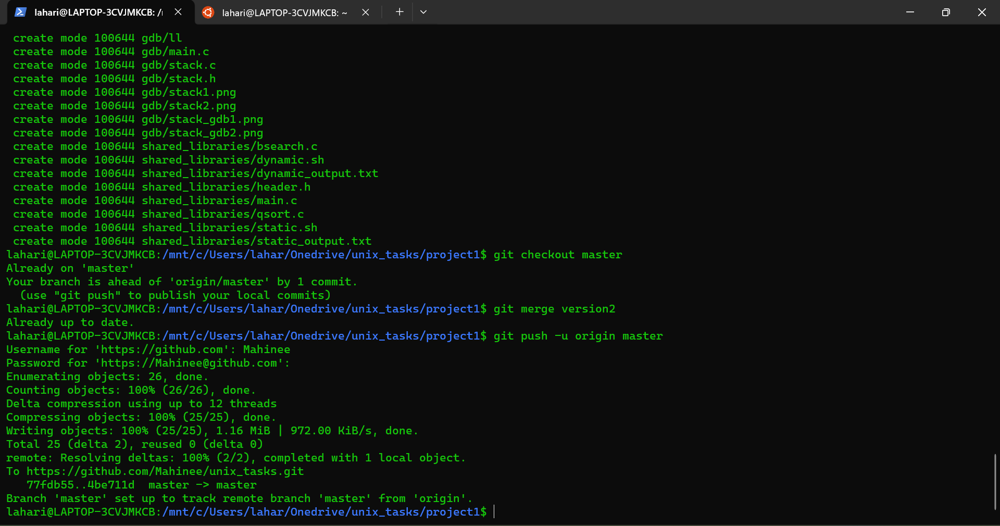 lahari@LAPTOP-3CVJMKCB: /
lahari@LAPTOP-3CVJMKCB: ~
 create mode 100644 gdb/ll
 create mode 100644 gdb/main.c
 create mode 100644 gdb/stack.c
 create mode 100644 gdb/stack.h
 create mode 100644 gdb/stack1.png
 create mode 100644 gdb/stack2.png
 create mode 100644 gdb/stack_gdb1.png
 create mode 100644 gdb/stack_gdb2.png
 create mode 100644 shared_libraries/bsearch.c
 create mode 100644 shared_libraries/dynamic.sh
 create mode 100644 shared_libraries/dynamic_output.txt
 create mode 100644 shared_libraries/header.h
 create mode 100644 shared_libraries/main.c
 create mode 100644 shared_libraries/qsort.c
 create mode 100644 shared_libraries/static.sh
 create mode 100644 shared_libraries/static_output.txt
lahari@LAPTOP-3CVJMKCB:/mnt/c/Users/lahar/Onedrive/unix_tasks/project1$ git checkout master
Already on 'master'
Your branch is ahead of 'origin/master' by 1 commit.
  (use "git push" to publish your local commits)
lahari@LAPTOP-3CVJMKCB:/mnt/c/Users/lahar/Onedrive/unix_tasks/project1$ git merge version2
Already up to date.
lahari@LAPTOP-3CVJMKCB:/mnt/c/Users/lahar/Onedrive/unix_tasks/project1$ git push -u origin master
Username for 'https://github.com': Mahinee
Password for 'https://Mahinee@github.com':
Enumerating objects: 26, done.
Counting objects: 100% (26/26), done.
Delta compression using up to 12 threads
Compressing objects: 100% (25/25), done.
Writing objects: 100% (25/25), 1.16 MiB | 972.00 KiB/s, done.
Total 25 (delta 2), reused 0 (delta 0)
remote: Resolving deltas: 100% (2/2), completed with 1 local object.
To https://github.com/Mahinee/unix_tasks.git
   77fdb55..4be711d  master -> master
Branch 'master' set up to track remote branch 'master' from 'origin'.
lahari@LAPTOP-3CVJMKCB:/mnt/c/Users/lahar/Onedrive/unix_tasks/project1$